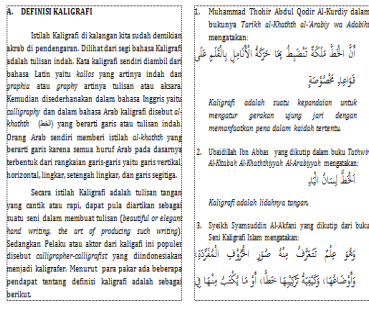 A. DEFINISI KALIGRAFI
Istilah Kaligrafi di kalangan kita sudah demikian
akrab di pendengaran. Dilihat dari segi bahasa Kaligrafi
adalah tulisan indah. Kata kaligrafi sendiri diambil dari
bahasa Latin yaitu kallos yang artinya indah dan
graphia atau graphy artinya tulisan atau aksara.
Kemudian disederhanakan dalam bahasa Inggris yaitu
calligraphy dan dalam bahasa Arab kaligrafi disebut al-
khathth (الخط) yang berarti garis atau tulisan indah.
Orang Arab sendiri memberi istilah al-khathth yang
berarti garis karena semua huruf Arab pada dasarnya
terbentuk dari rangkaian garis-garis yaitu garis vertikal,
horizontal, lingkar, setengah lingkar, dan garis segitiga.
Secara istilah Kaligrafi adalah tulisan tangan
yang cantik atau rapi, dapat pula diartikan sebagai
suatu seni dalam membuat tulisan (beautiful or elegant
hand writing, the art of producing such writing).
Sedangkan Pelaku atau aktor dari kaligafi ini populer
disebut calligrapher-calligrafist yang diindonesiakan
menjadi kaligrafer. Menurut para pakar ada beberapa
pendapat tentang definisi kaligrafi adalah sebagai
berikut.
1. Muhammad Thohir Abdul Qodir Al-Kurdiy dalam
bukunya Tarikh al-Khathth al-'Arabiy wa Adabihi
mengatakan:
أَنَّ الْخَطَّ مَلَكَةٌ تَنْضَبِطُ بِهَا حَرَكَةُ الْأَنَامِلِ بِالْقَلَمِ عَلَى
قَوَاعِدِ مَخْصُوْصَةٍ
Kaligrafi adalah suatu kepandaian untuk
mengatur gerakan ujung jari dengan
memanfaatkan pena dalam kaidah tertentu.
2. Ubaidillah Ibn Abbas yang dikutip dalam buku Tathwir
Al-Kitabah Al-Khaththiyyah Al-Arabiyyah mengatakan:
الْخَطُّ لِسَانُ الْيَدِ
Kaligrafi adalah lidahnya tangan.
3. Syeikh Syamsuddin Al-Akfani yang dikutip dari buku
Seni Kaligrafi Islam mengatakan:
وَهُوَ عِلْمٌ تَتَعَرَّفُ مِنْهُ صُوَرُ الْحُرُوْفِ الْمُفْرَدَةِ،
وَأَوْضَاعُهَا، وَكَيْفِيَّةُ تَرْكِيْبِهَا خَطًّا، أَوْ مَا يُكْتَبُ مِنْهَا فِي